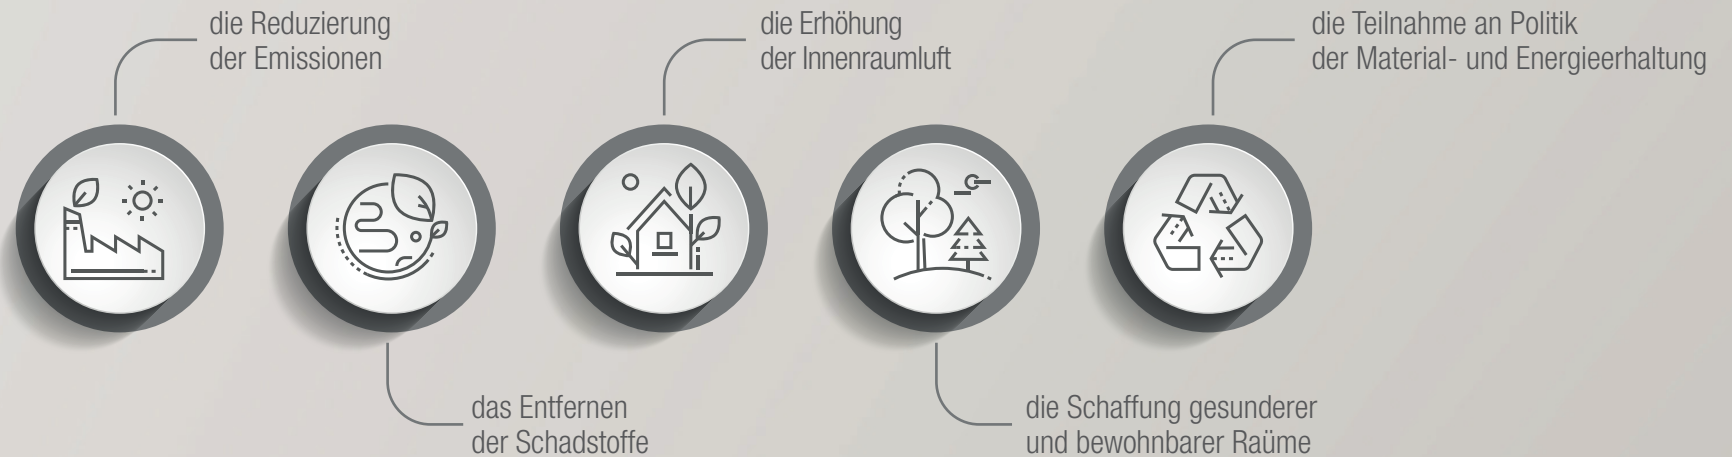 die Reduzierung
der Emissionen
das Entfernen
der Schadstoffe
die Erhöhung
der Innenraumluft
die Schaffung gesunderer
und bewohnbarer Raüme
die Teilnahme an Politik
der Material- und Energieerhaltung